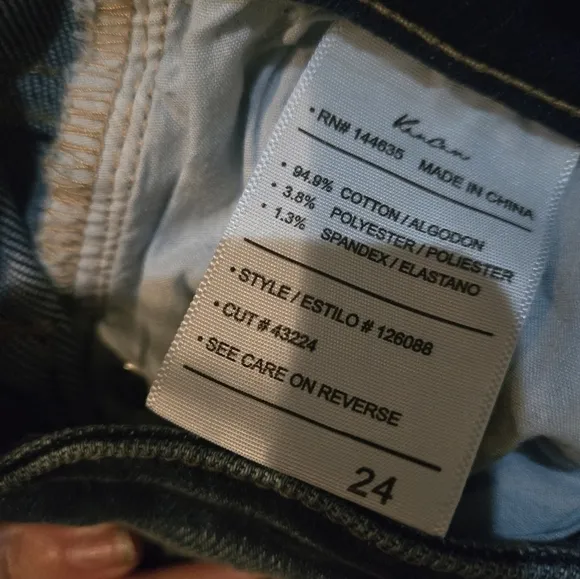 KanCan
• RN# 144635 MADE IN CHINA
• 94.9% COTTON / ALGODON
• 3.8% POLYESTER / POLIESTER
• 1.3% SPANDEX / ELASTANO
• STYLE / ESTILO # 126088
• CUT # 43224
• SEE CARE ON REVERSE
24